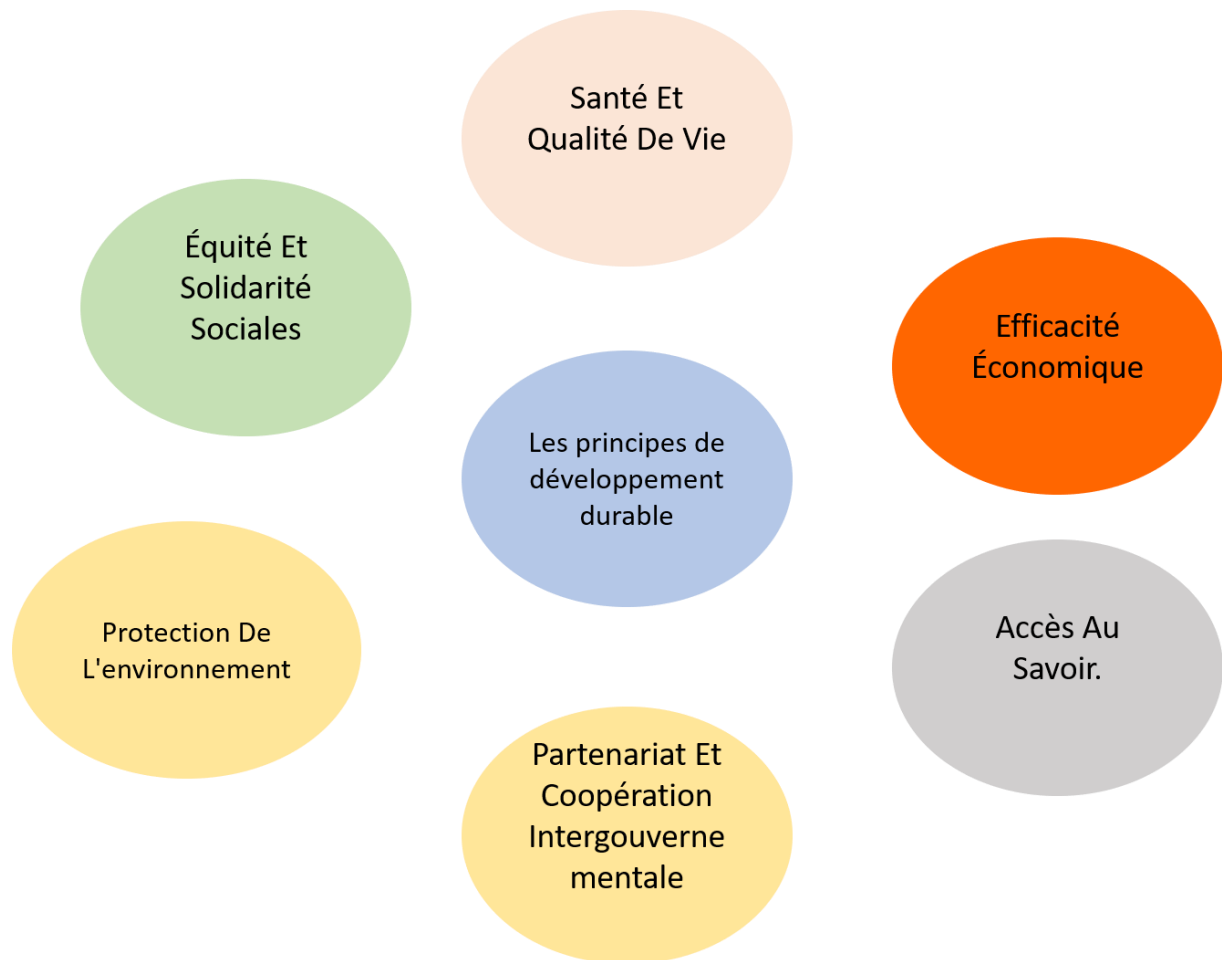 Santé Et
Qualité De Vie
Équité Et
Solidarité
Sociales
Efficacité
Économique
Les principes de
développement
durable
Protection De
L'environnement
Accès Au
Savoir.
Partenariat Et
Coopération
Intergouverne
mentale